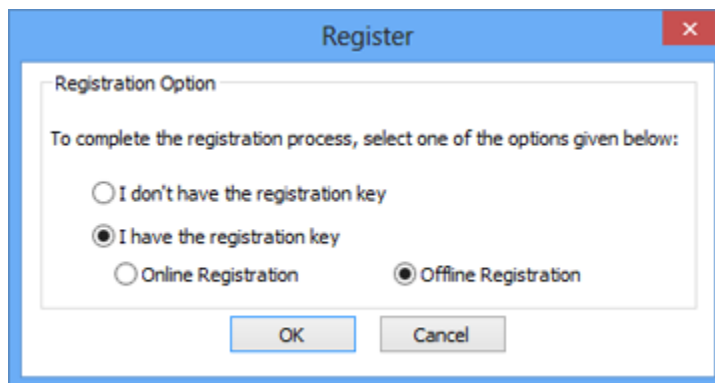 Register
Registration Option
To complete the registration process, select one of the options given below:
I don't have the registration key
I have the registration key
Online Registration
Offline Registration
OK
Cancel